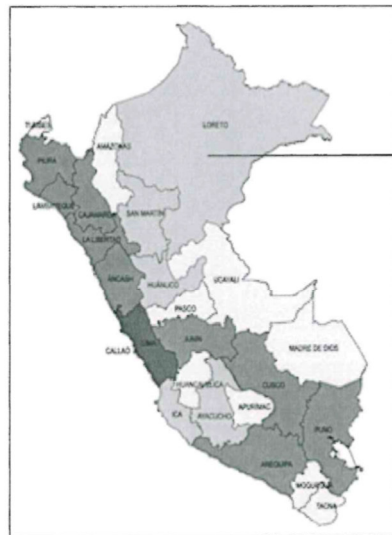 TUMBES
LORETO
PIURA
AMAZONAS
LAMBAYEQUE
CAJAMARCA
SAN MARTIN
LA LIBERTAD
ANCASH
HUÁNUCO
UCAYALI
PASCO
LIMA
JUNIN
CALLAO
MADRE DE DIOS
HUANCAVELICA
CUSCO
ICA
AYACUCHO
APURIMAC
PUNO
AREQUIPA
MOQUEGUA
TACNA